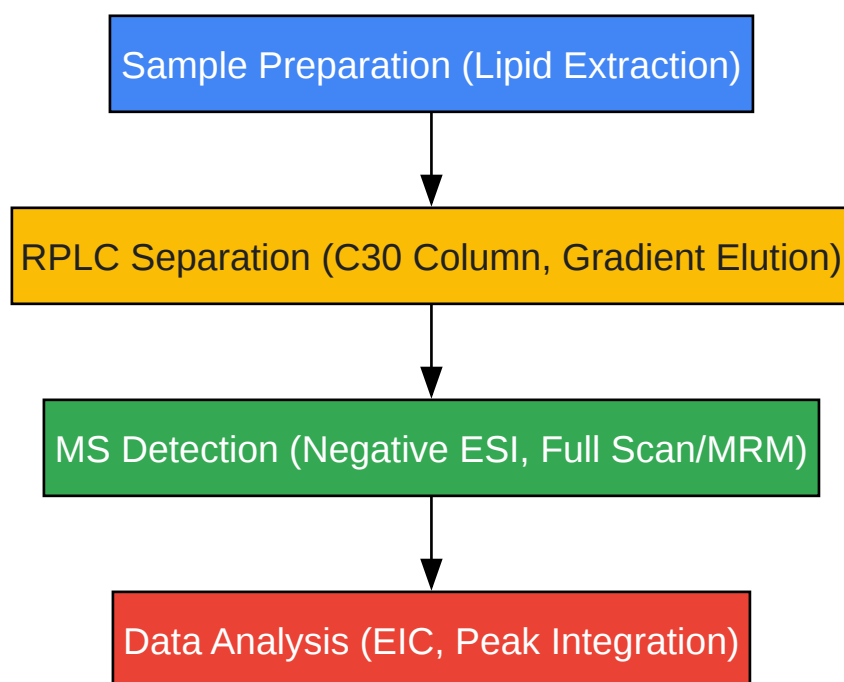 Sample Preparation (Lipid Extraction)
RPLC Separation (C30 Column, Gradient Elution)
MS Detection (Negative ESI, Full Scan/MRM)
Data Analysis (EIC, Peak Integration)